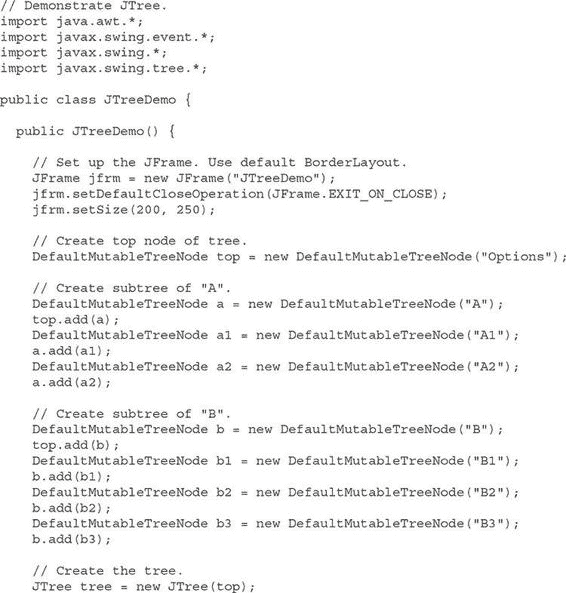 // Demonstrate JTree.
import java.awt.*;
import javax.swing.event.*;
import javax.swing.*;
import javax.swing.tree.*;

public class JTreeDemo {

  public JTreeDemo() {

    // Set up the JFrame. Use default BorderLayout.
    JFrame jfrm = new JFrame("JTreeDemo");
    jfrm.setDefaultCloseOperation(JFrame.EXIT_ON_CLOSE);
    jfrm.setSize(200, 250);

    // Create top node of tree.
    DefaultMutableTreeNode top = new DefaultMutableTreeNode("Options");

    // Create subtree of "A".
    DefaultMutableTreeNode a = new DefaultMutableTreeNode("A");
    top.add(a);
    DefaultMutableTreeNode a1 = new DefaultMutableTreeNode("A1");
    a.add(a1);
    DefaultMutableTreeNode a2 = new DefaultMutableTreeNode("A2");
    a.add(a2);

    // Create subtree of "B".
    DefaultMutableTreeNode b = new DefaultMutableTreeNode("B");
    top.add(b);
    DefaultMutableTreeNode b1 = new DefaultMutableTreeNode("B1");
    b.add(b1);
    DefaultMutableTreeNode b2 = new DefaultMutableTreeNode("B2");
    b.add(b2);
    DefaultMutableTreeNode b3 = new DefaultMutableTreeNode("B3");
    b.add(b3);

    // Create the tree.
    JTree tree = new JTree(top);